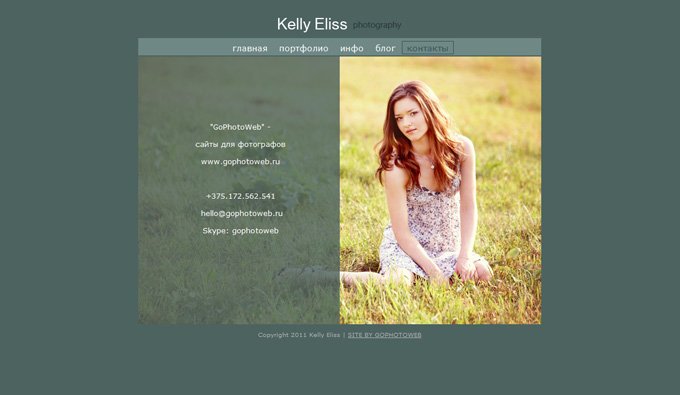 Kelly Eliss photography
главная портфолио инфо блог контакты
"GoPhotoWeb" -
сайты для фотографов
www.gophotoweb.ru
+375.172.562.541
hello@gophotoweb.ru
Skype: gophotoweb
Copyright 2011 Kelly Eliss | SITE BY GOPHOTOWEB